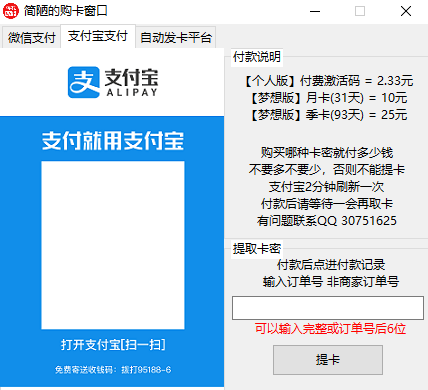 简陋的购卡窗口
微信支付
支付宝支付
自动发卡平台
支付宝
ALIPAY
支付就用支付宝
打开支付宝[扫一扫]
免费寄送收钱码：拨打95188-6
付款说明
【个人版】付费激活码 = 2.33元
【梦想版】月卡(31天) = 10元
【梦想版】季卡(93天) = 25元
购买哪种卡密就付多少钱
不要多不要少，否则不能提卡
支付宝2分钟刷新一次
付款后请等待一会再取卡
有问题联系QQ 30751625
提取卡密
付款后点进付款记录
输入订单号 非商家订单号
可以输入完整或订单号后6位
提卡